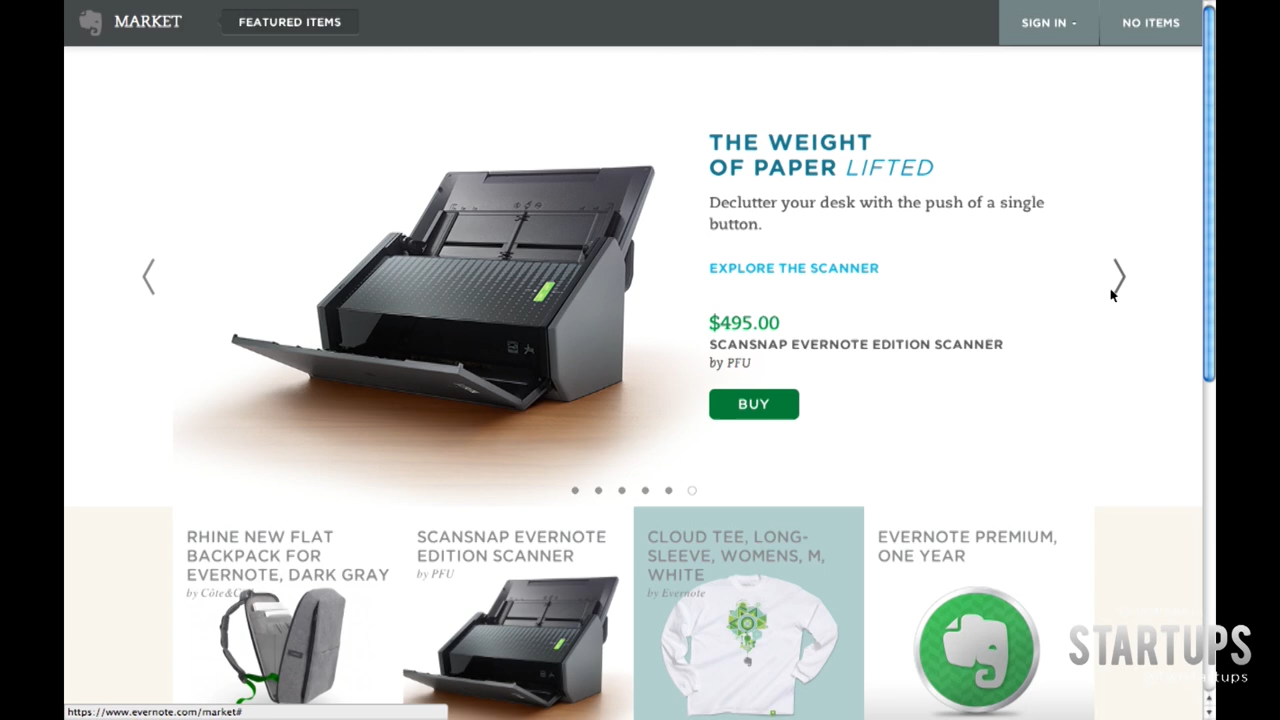 MARKET
FEATURED ITEMS
SIGN IN
NO ITEMS
THE WEIGHT
OF PAPER LIFTED
Declutter your desk with the push of a single
button.
EXPLORE THE SCANNER
$495.00
SCANSNAP EVERNOTE EDITION SCANNER
by PFU
BUY
RHINE NEW FLAT
BACKPACK FOR
EVERNOTE, DARK GRAY
by Côte&C
SCANSNAP EVERNOTE
EDITION SCANNER
by PFU
CLOUD TEE, LONG-
SLEEVE, WOMENS, M,
WHITE
by Evernote
EVERNOTE PREMIUM,
ONE YEAR
STARTUPS
https://www.evernote.com/market#